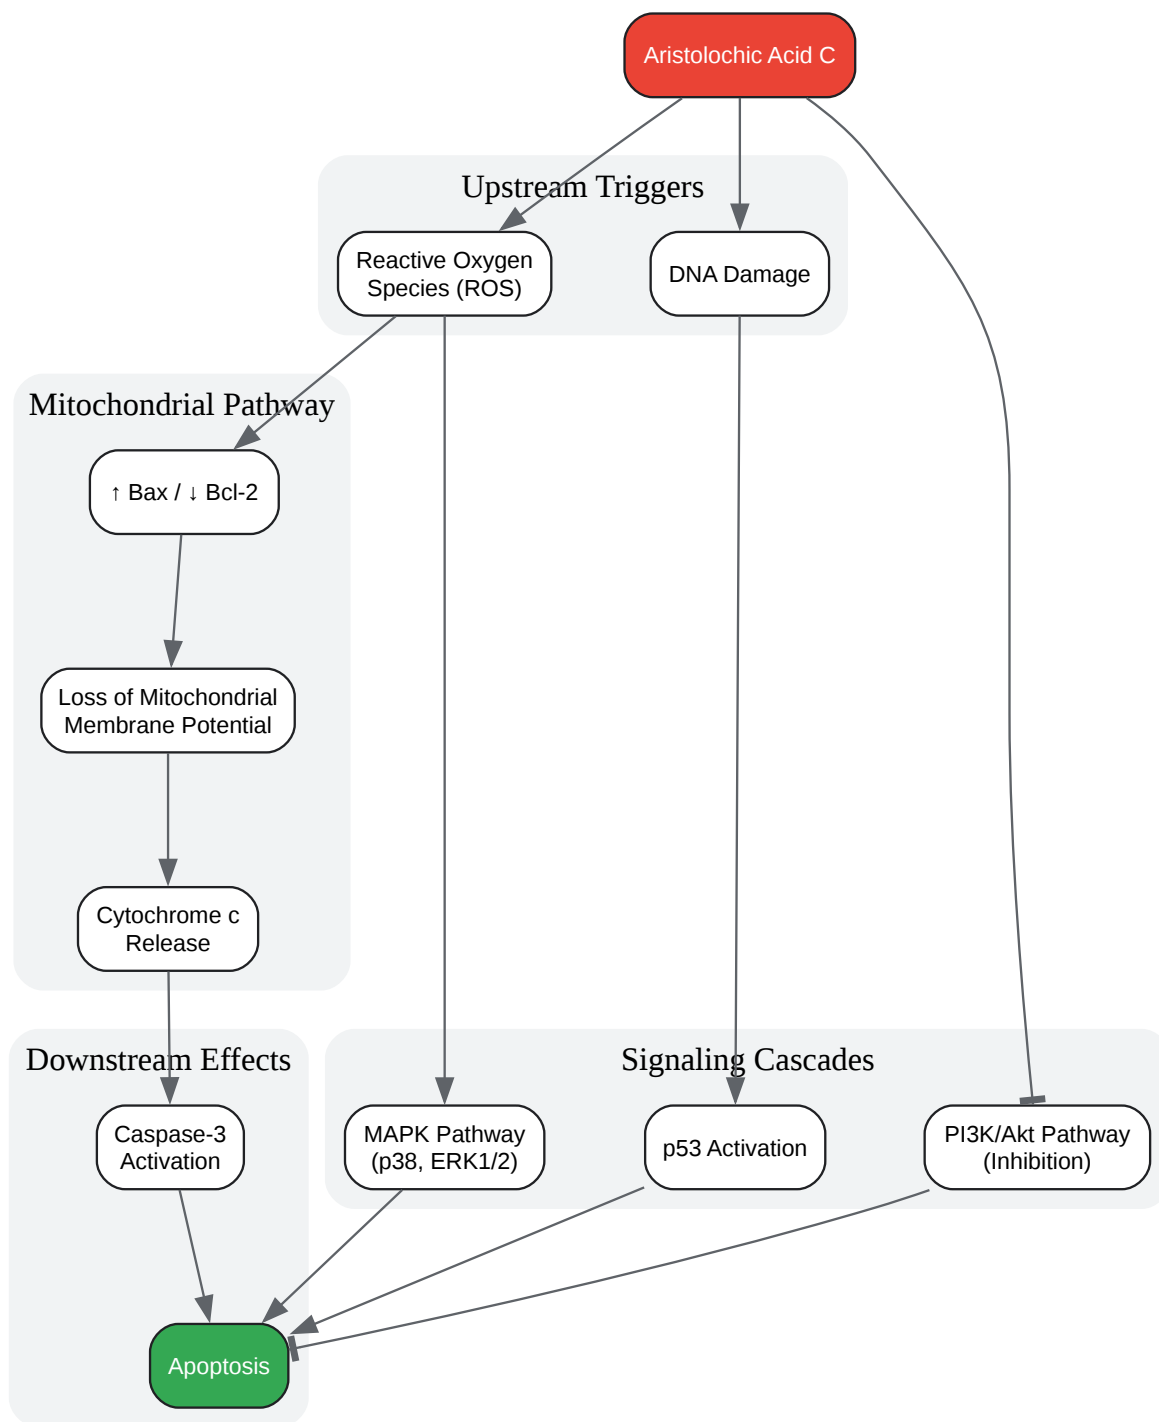 Aristolochic Acid C
Upstream Triggers
Reactive Oxygen
Species (ROS)
DNA Damage
Mitochondrial Pathway
↑ Bax / ↓ Bcl-2
Loss of Mitochondrial
Membrane Potential
Cytochrome c
Release
Downstream Effects
Signaling Cascades
Caspase-3
Activation
MAPK Pathway
(p38, ERK1/2)
p53 Activation
PI3K/Akt Pathway
(Inhibition)
Apoptosis